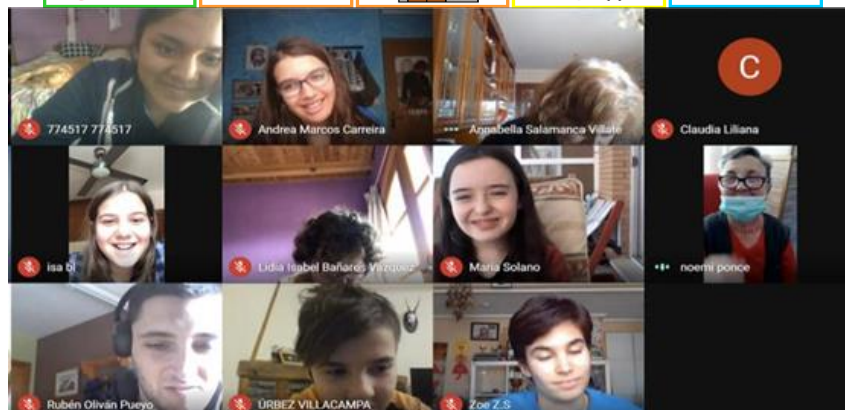 774517 774517
Andrea Marcos Carreira
Annabella Salamanca Villate
C
Claudia Liliana
isa bl
Lidia Isabel Bañares Vázquez
Maria Solano
noemi ponce
Rubén Oliván Pueyo
ÚRBEZ VILLACAMPA
Zoe Z.S